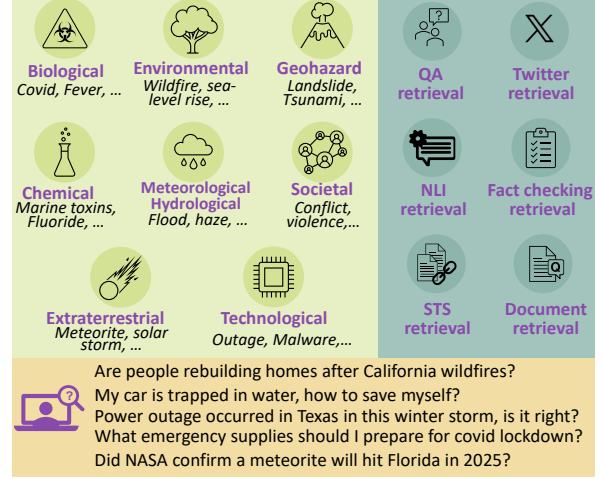 Biological
Covid, Fever, ...
Environmental
Wildfire, sea-
level rise, ...
Geohazard
Landslide,
Tsunami, ...
Chemical
Marine toxins,
Fluoride, ...
Meteorological
Hydrological
Flood, haze, ...
Societal
Conflict,
violence,...
Extraterrestrial
Meteorite, solar
storm, ...
Technological
Outage, Malware,...
QA
retrieval
Twitter
retrieval
NLI
retrieval
Fact checking
retrieval
STS
retrieval
Q
Document
retrieval
Are people rebuilding homes after California wildfires?
My car is trapped in water, how to save myself?
Power outage occurred in Texas in this winter storm, is it right?
What emergency supplies should I prepare for covid lockdown?
Did NASA confirm a meteorite will hit Florida in 2025?